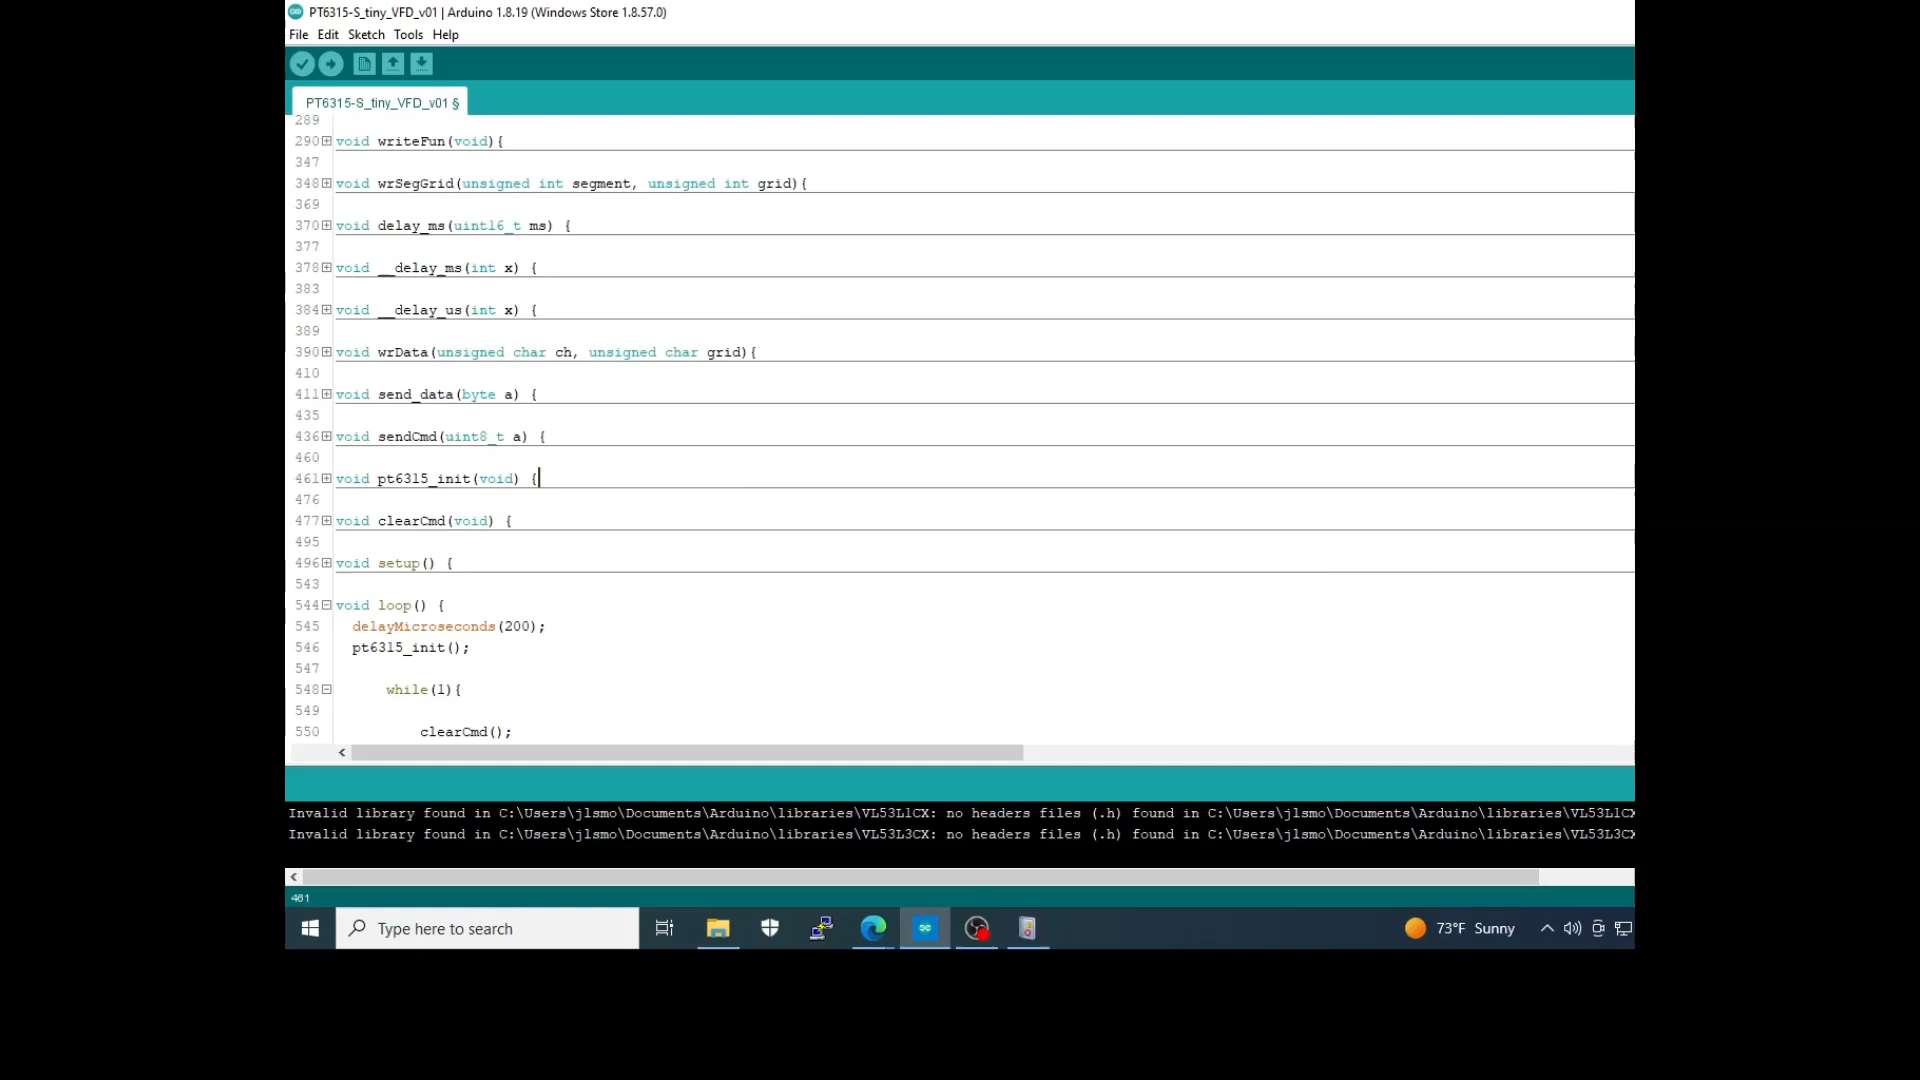 PT6315-S_tiny_VFD_v01 | Arduino 1.8.19 (Windows Store 1.8.57.0)
File Edit Sketch Tools Help
PT6315-S_tiny_VFD_v01 §
289
290 void writeFun(void){
347
348 void wrSegGrid(unsigned int segment, unsigned int grid){
369
370 void delay_ms(uint16_t ms) {
377
378 void __delay_ms(int x) {
383
384 void __delay_us(int x) {
389
390 void wrData(unsigned char ch, unsigned char grid){
410
411 void send_data(byte a) {
435
436 void sendCmd(uint8_t a) {
460
461 void pt6315_init(void) {
476
477 void clearCmd(void) {
495
496 void setup() {
543
544 void loop() {
545 delayMicroseconds(200);
546 pt6315_init();
547
548 while(1){
549
550 clearCmd();
Invalid library found in C:\Users\jlsmo\Documents\Arduino\libraries\VL53L1CX: no headers files (.h) found in C:\Users\jlsmo\Documents\Arduino\libraries\VL53L1CX
Invalid library found in C:\Users\jlsmo\Documents\Arduino\libraries\VL53L3CX: no headers files (.h) found in C:\Users\jlsmo\Documents\Arduino\libraries\VL53L3CX
461
Type here to search
73°F Sunny